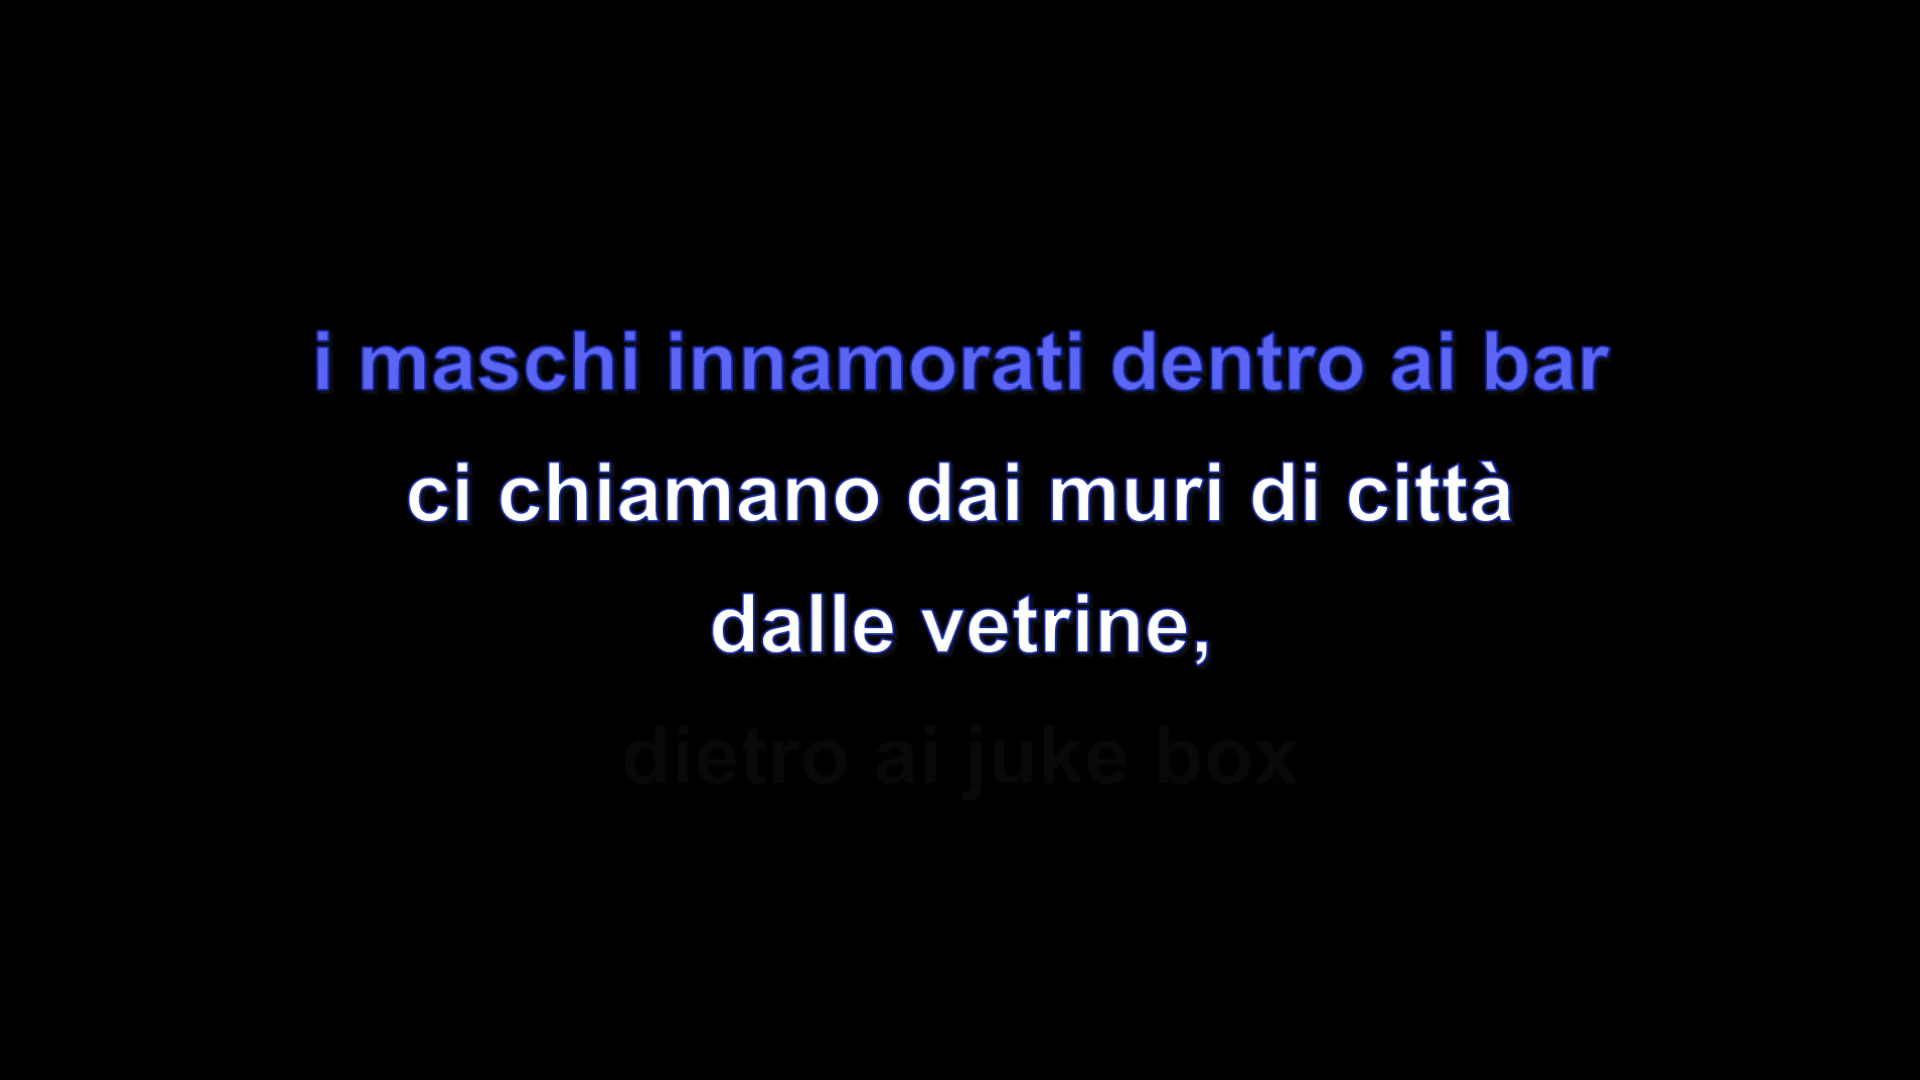 i maschi innamorati dentro ai bar
ci chiamano dai muri di città
dalle vetrine,
dietro ai juke box